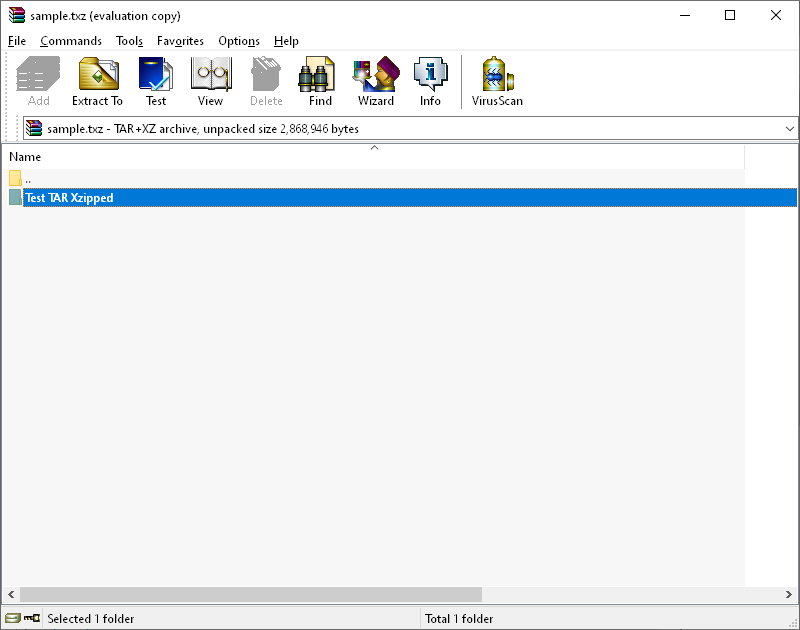 sample.txz (evaluation copy)
File Commands Tools Favorites Options Help
Add Extract To Test View Delete Find Wizard Info VirusScan
sample.txz - TAR+XZ archive, unpacked size 2,868,946 bytes
Name
..
Test TAR Xzipped
Selected 1 folder Total 1 folder